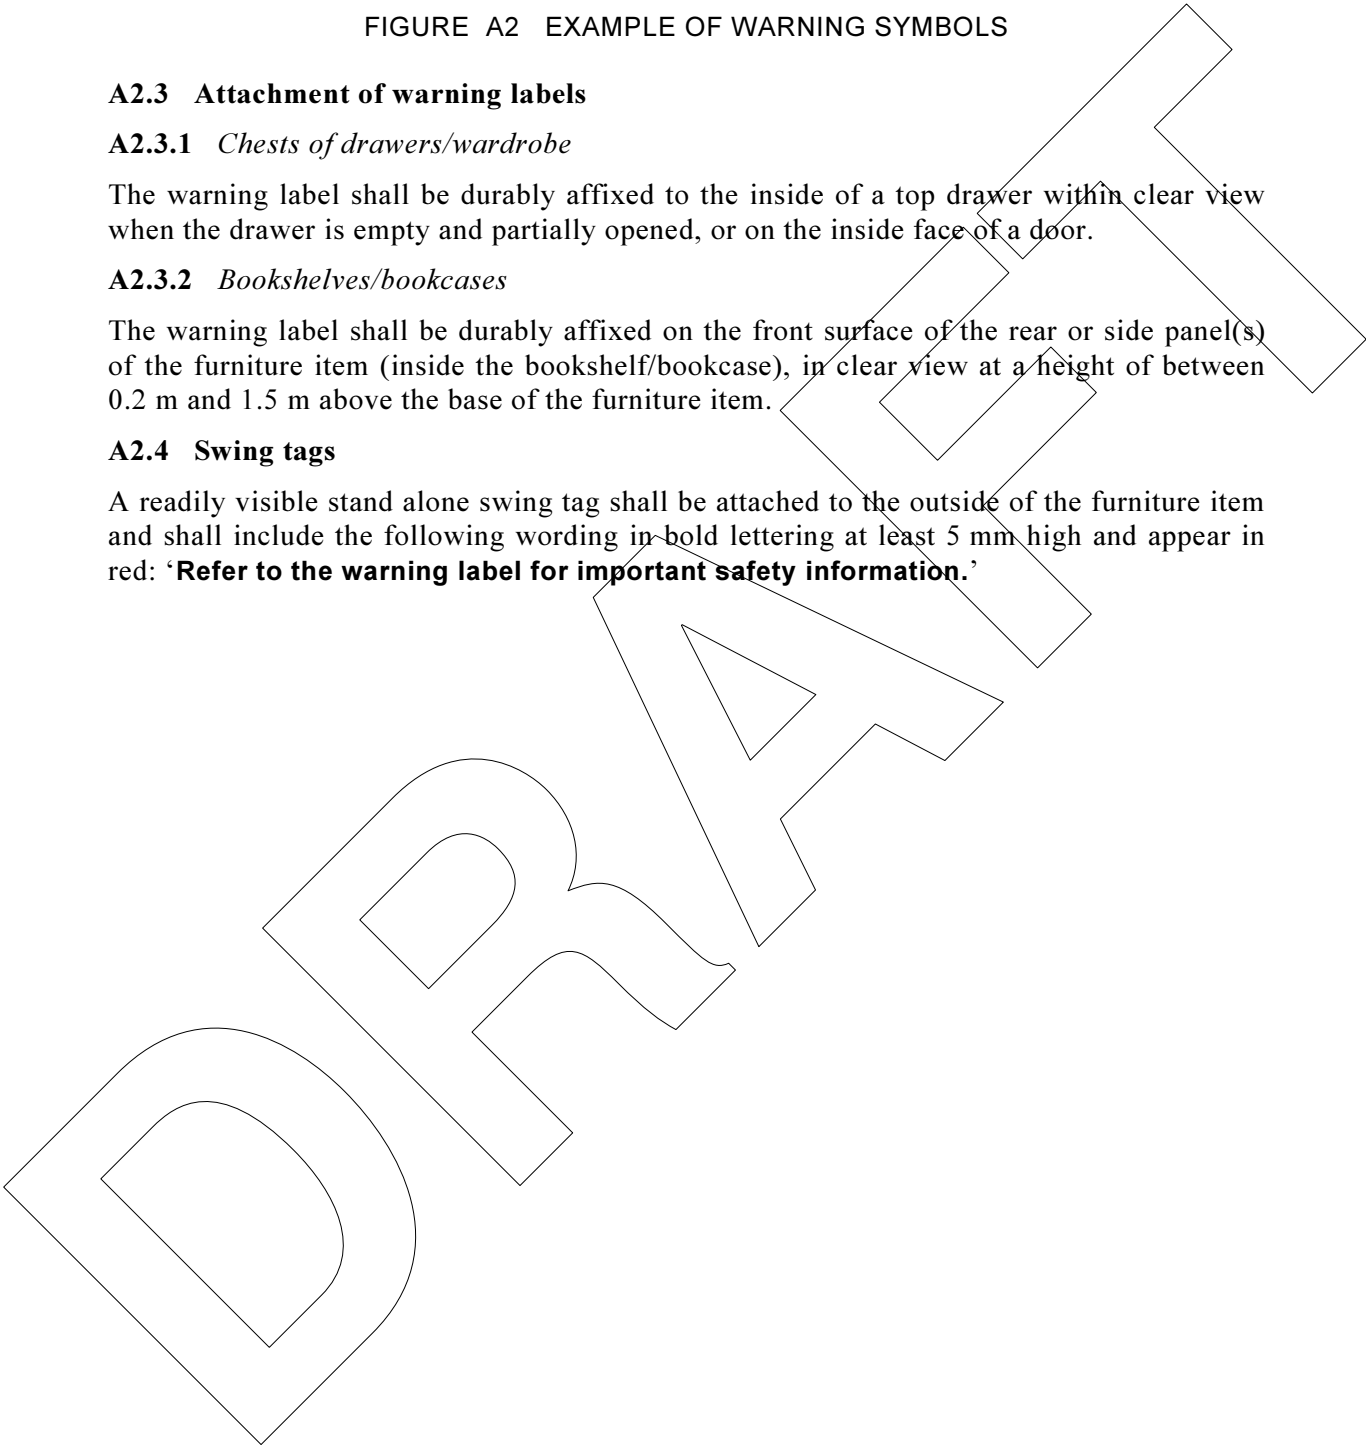 FIGURE A2 EXAMPLE OF WARNING SYMBOLS
A2.3 Attachment of warning labels
A2.3.1 Chests of drawers/wardrobe
The warning label shall be durably affixed to the inside of a top drawer within clear view
when the drawer is empty and partially opened, or on the inside face of a door.
A2.3.2 Bookshelves/bookcases
The warning label shall be durably affixed on the front surface of the rear or side panel(s)
of the furniture item (inside the bookshelf/bookcase), in clear view at a height of between
0.2 m and 1.5 m above the base of the furniture item.
A2.4 Swing tags
A readily visible stand alone swing tag shall be attached to the outside of the furniture item
and shall include the following wording in bold lettering at least 5 mm high and appear in
red: ‘Refer to the warning label for important safety information.’
DRAFT